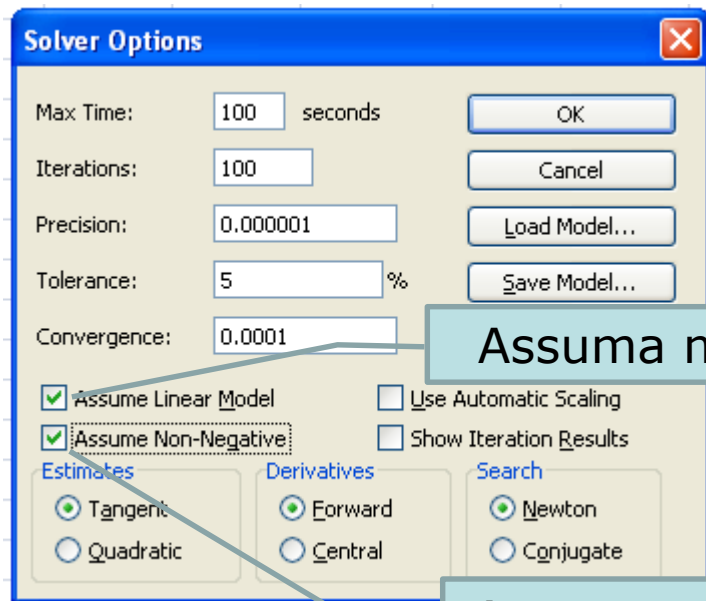 Solver Options
Max Time: 100 seconds OK
Iterations: 100 Cancel
Precision: 0.000001 Load Model...
Tolerance: 5 % Save Model...
Convergence: 0.0001
Assuma
Assume Linear Model Use Automatic Scaling
Assume Non-Negative Show Iteration Results
Estimates Derivatives Search
Tangent Forward Newton
Quadratic Central Conjugate